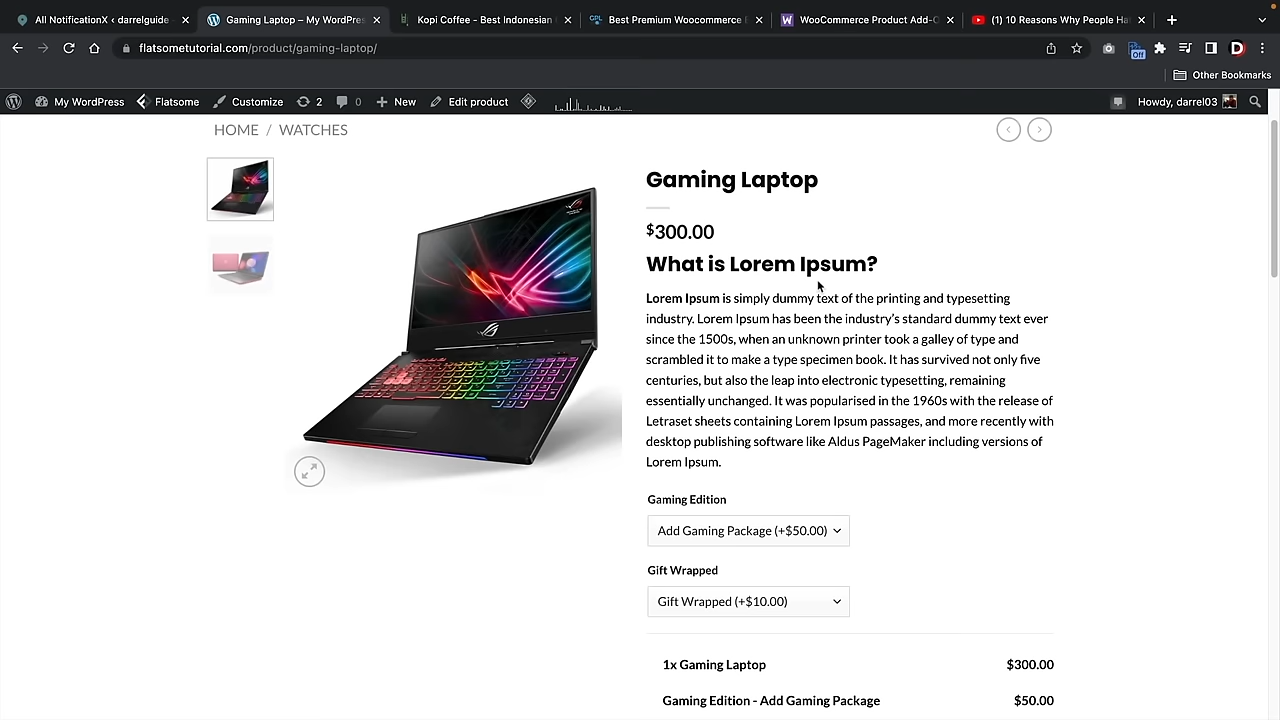 All NotificationX ‹ darrelguide
Gaming Laptop – My WordPres
Kopi Coffee - Best Indonesian
GPL
Best Premium Woocommerce
W
WooCommerce Product Add-O
(1) 10 Reasons Why People Ha
flatsometutorial.com/product/gaming-laptop/
Off
D
Other Bookmarks
My WordPress
Flatsome
Customize
2
0
New
Edit product
Howdy, darrel03
HOME / WATCHES
Gaming Laptop
$300.00
What is Lorem Ipsum?
Lorem Ipsum is simply dummy text of the printing and typesetting
industry. Lorem Ipsum has been the industry's standard dummy text ever
since the 1500s, when an unknown printer took a galley of type and
scrambled it to make a type specimen book. It has survived not only five
centuries, but also the leap into electronic typesetting, remaining
essentially unchanged. It was popularised in the 1960s with the release of
Letraset sheets containing Lorem Ipsum passages, and more recently with
desktop publishing software like Aldus PageMaker including versions of
Lorem Ipsum.
Gaming Edition
Add Gaming Package (+$50.00)
Gift Wrapped
Gift Wrapped (+$10.00)
1x Gaming Laptop $300.00
Gaming Edition - Add Gaming Package $50.00